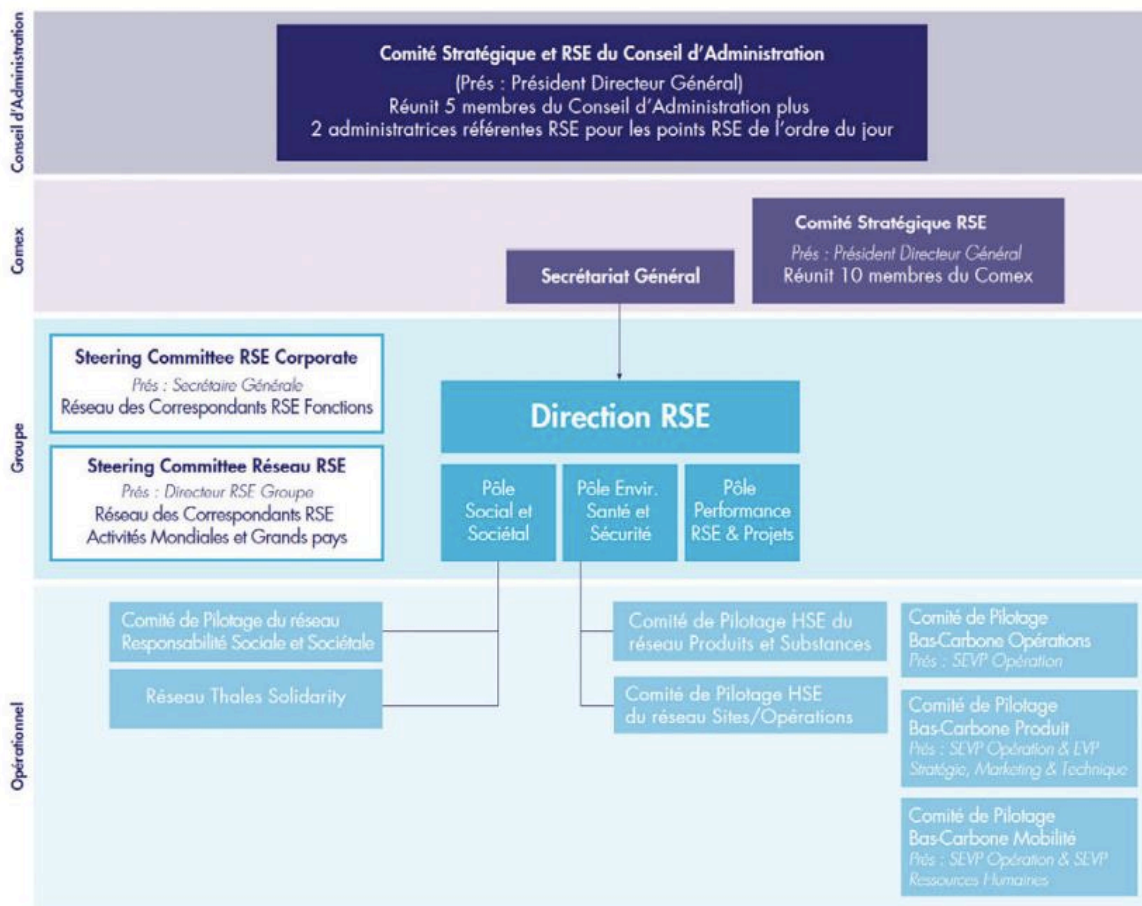 Conseil d'Administration
Comité Stratégique et RSE du Conseil d'Administration
(Prés : Président Directeur Général)
Réunit 5 membres du Conseil d'Administration plus
2 administratrices référentes RSE pour les points RSE de l'ordre du jour
Comex
Secrétariat Général
Comité Stratégique RSE
Prés : Président Directeur Général
Réunit 10 membres du Comex
Groupe
Steering Committee RSE Corporate
Prés : Secrétaire Générale
Réseau des Correspondants RSE Fonctions
Steering Committee Réseau RSE
Prés : Directeur RSE Groupe
Réseau des Correspondants RSE
Activités Mondiales et Grands pays
Direction RSE
Pôle
Social et
Sociétal
Pôle Envir.
Santé et
Sécurité
Pôle
Performance
RSE & Projets
Opérationnel
Comité de Pilotage du réseau
Responsabilité Sociale et Sociétale
Réseau Thales Solidarity
Comité de Pilotage HSE du
réseau Produits et Substances
Comité de Pilotage HSE
du réseau Sites/Opérations
Comité de Pilotage
Bas-Carbone Opérations
Prés : SEVP Opération
Comité de Pilotage
Bas-Carbone Produit
Prés : SEVP Opération & EVP
Stratégie, Marketing & Technique
Comité de Pilotage
Bas-Carbone Mobilité
Prés : SEVP Opération & SEVP
Ressources Humaines